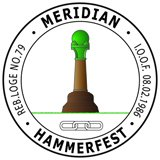 MERIDIAN
REB.LOGE NO.79
I.O.O.F. 08.02.1986
HAMMERFEST